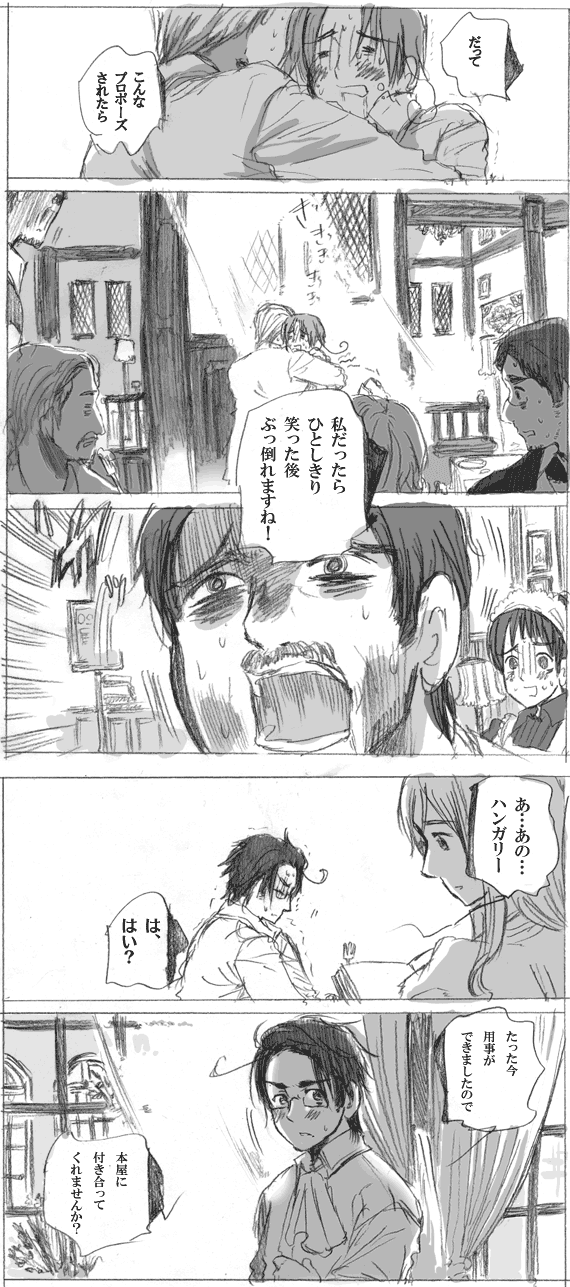 だって
こんな
プロポーズ
されたら
私だったら
ひとしきり
笑った後
ぶっ倒れますね！
あ…あの…
ハンガリー
は、
はい？
たった今
用事が
できましたので
本屋に
付き合って
くれませんか？